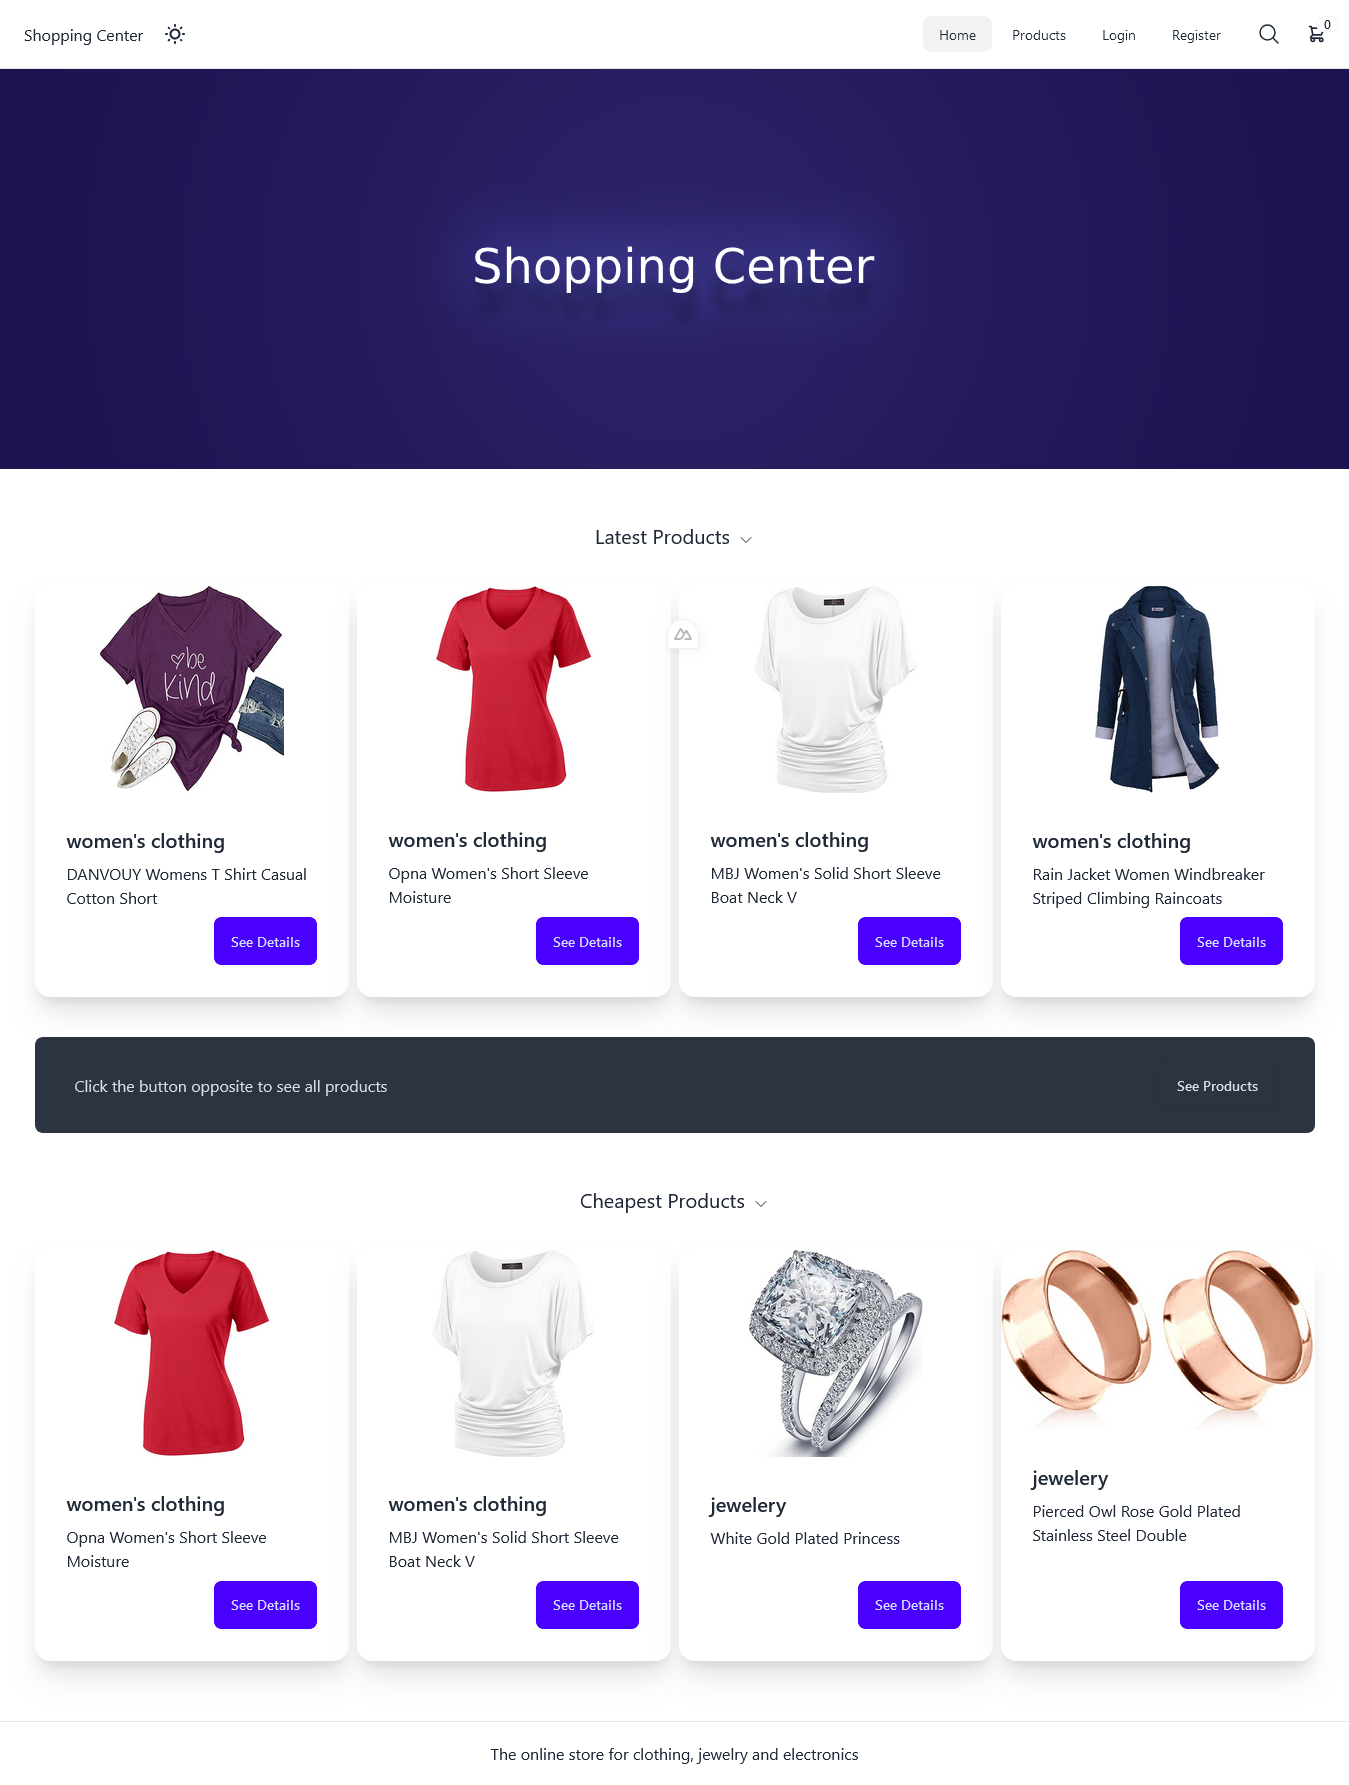 Shopping Center
Home
Products
Login
Register
0
Shopping Center
Latest Products
be
Kind
women's clothing
DANVOUY Womens T Shirt Casual
Cotton Short
See Details
women's clothing
Opna Women's Short Sleeve
Moisture
See Details
women's clothing
MBJ Women's Solid Short Sleeve
Boat Neck V
See Details
women's clothing
Rain Jacket Women Windbreaker
Striped Climbing Raincoats
See Details
Click the button opposite to see all products
See Products
Cheapest Products
women's clothing
Opna Women's Short Sleeve
Moisture
See Details
women's clothing
MBJ Women's Solid Short Sleeve
Boat Neck V
See Details
jewelery
White Gold Plated Princess
See Details
jewelery
Pierced Owl Rose Gold Plated
Stainless Steel Double
See Details
The online store for clothing, jewelry and electronics